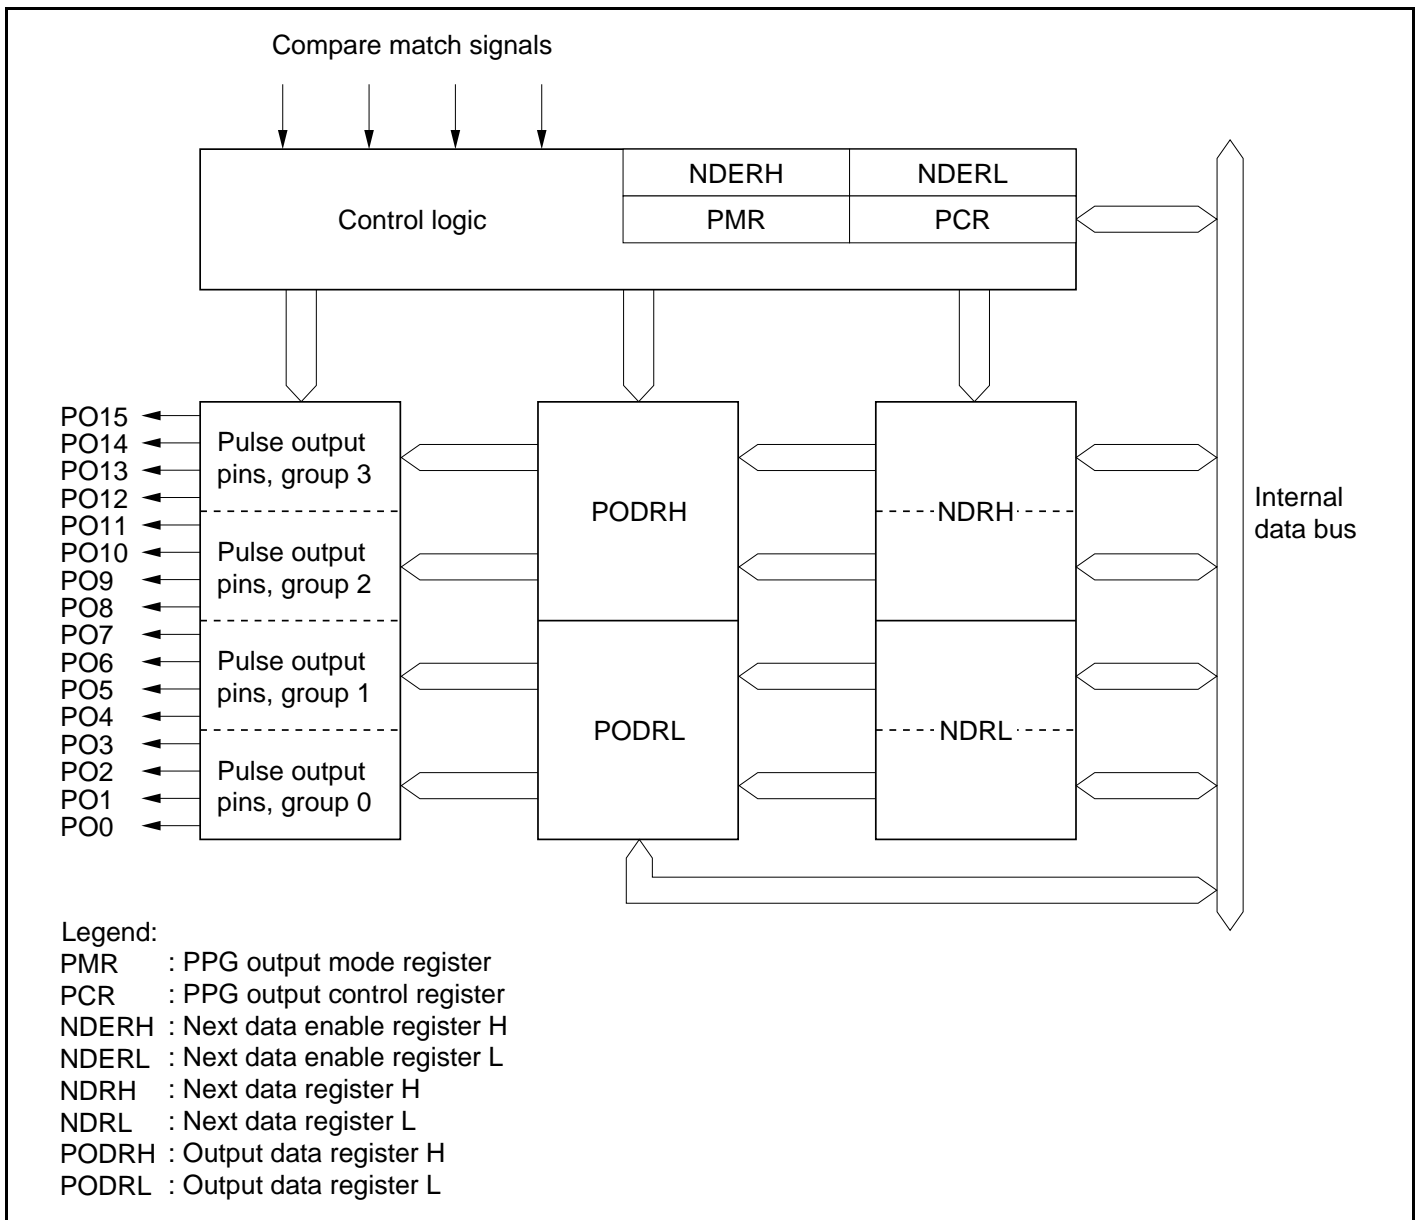 Compare match signals
NDERH
NDERL
Control logic
PMR
PCR
PO15
PO14
PO13
PO12
PO11
PO10
PO9
PO8
PO7
PO6
PO5
PO4
PO3
PO2
PO1
PO0
Pulse output
pins, group 3
Pulse output
pins, group 2
Pulse output
pins, group 1
Pulse output
pins, group 0
PODRH
PODRL
NDRH
NDRL
Internal
data bus
Legend:
PMR : PPG output mode register
PCR : PPG output control register
NDERH : Next data enable register H
NDERL : Next data enable register L
NDRH : Next data register H
NDRL : Next data register L
PODRH : Output data register H
PODRL : Output data register L